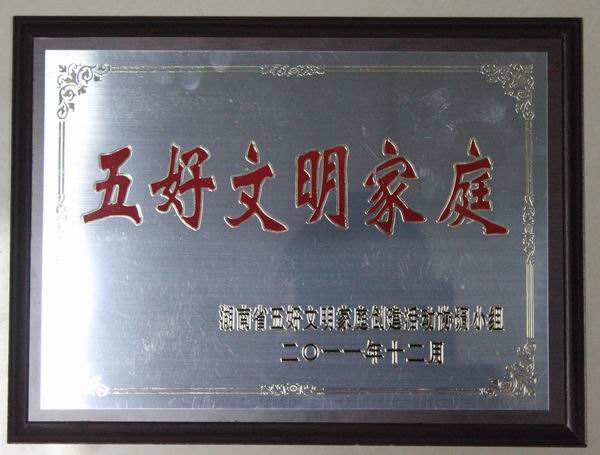 五好文明家庭
湖南省五好文明家庭创建活动协调小组
二〇一一年十二月